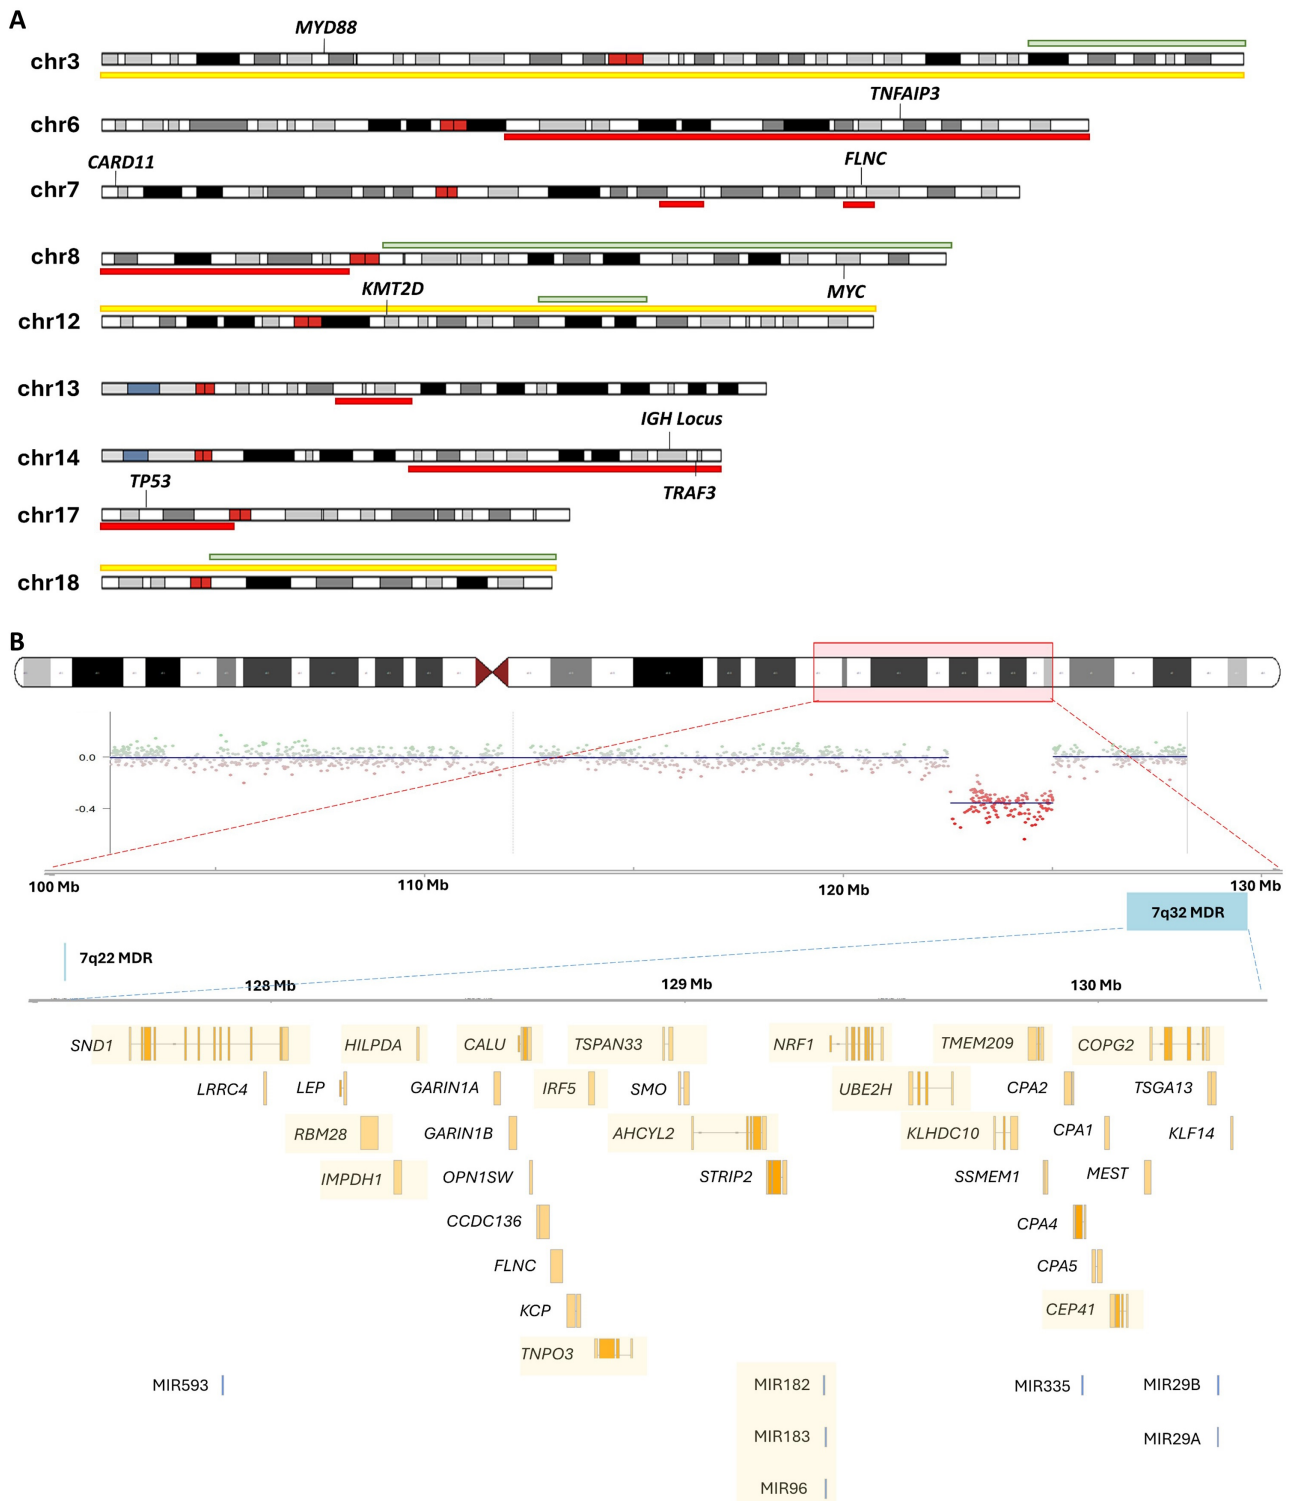 A
MYD88
chr3
TNFAIP3
chr6
CARD11
FLNC
chr7
chr8
KMT2D
MYC
chr12
chr13
IGH Locus
chr14
TP53
TRAF3
chr17
chr18
B
0.0
-0.4
100 Mb
110 Mb
120 Mb
130 Mb
7q32 MDR
7q22 MDR
128 Mb
129 Mb
130 Mb
SND1 HILPDA CALU TSPAN33 NRF1 TMEM209 COPG2
LRRC4 LEP GARIN1A IRF5 SMO UBE2H CPA2 TSGA13
RBM28 GARIN1B AHCYL2 KLHDC10 CPA1 KLF14
IMPDH1 OPN1SW STRIP2 SSMEM1 MEST
CCDC136 CPA4
FLNC CPA5
KCP CEP41
TNPO3
MIR593 MIR182 MIR335 MIR29B
MIR183 MIR29A
MIR96